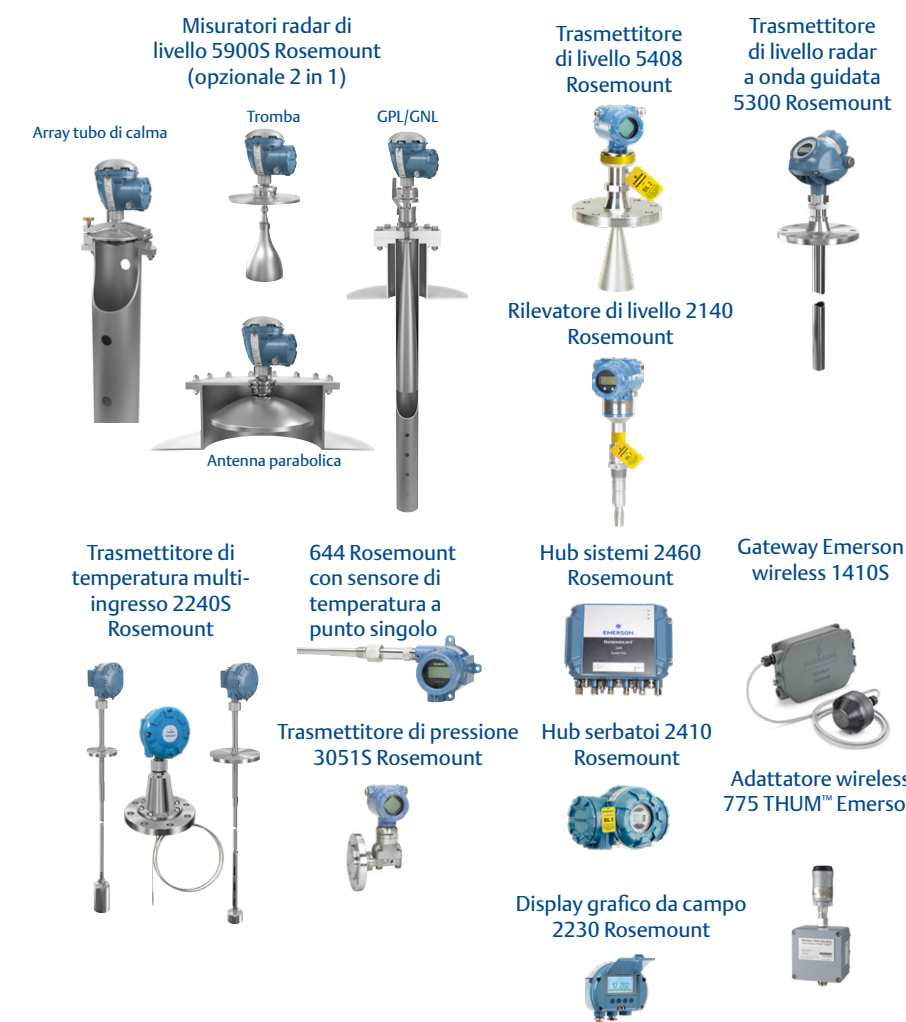 Misuratori radar di
livello 5900S Rosemount
(opzionale 2 in 1)
Array tubo di calma
Tromba
GPL/GNL
Antenna parabolica
Trasmettitore
di livello 5408
Rosemount
Trasmettitore
di livello radar
a onda guidata
5300 Rosemount
Rilevatore di livello 2140
Rosemount
Trasmettitore di
temperatura multi-
ingresso 2240S
Rosemount
644 Rosemount
con sensore di
temperatura a
punto singolo
Hub sistemi 2460
Rosemount
EMERSON
ROSEMOUNT
Gateway Emerson
wireless 1410S
Trasmettitore di pressione
3051S Rosemount
Hub serbatoi 2410
Rosemount
Adattatore wireless
775 THUM™ Emerso
Display grafico da campo
2230 Rosemount